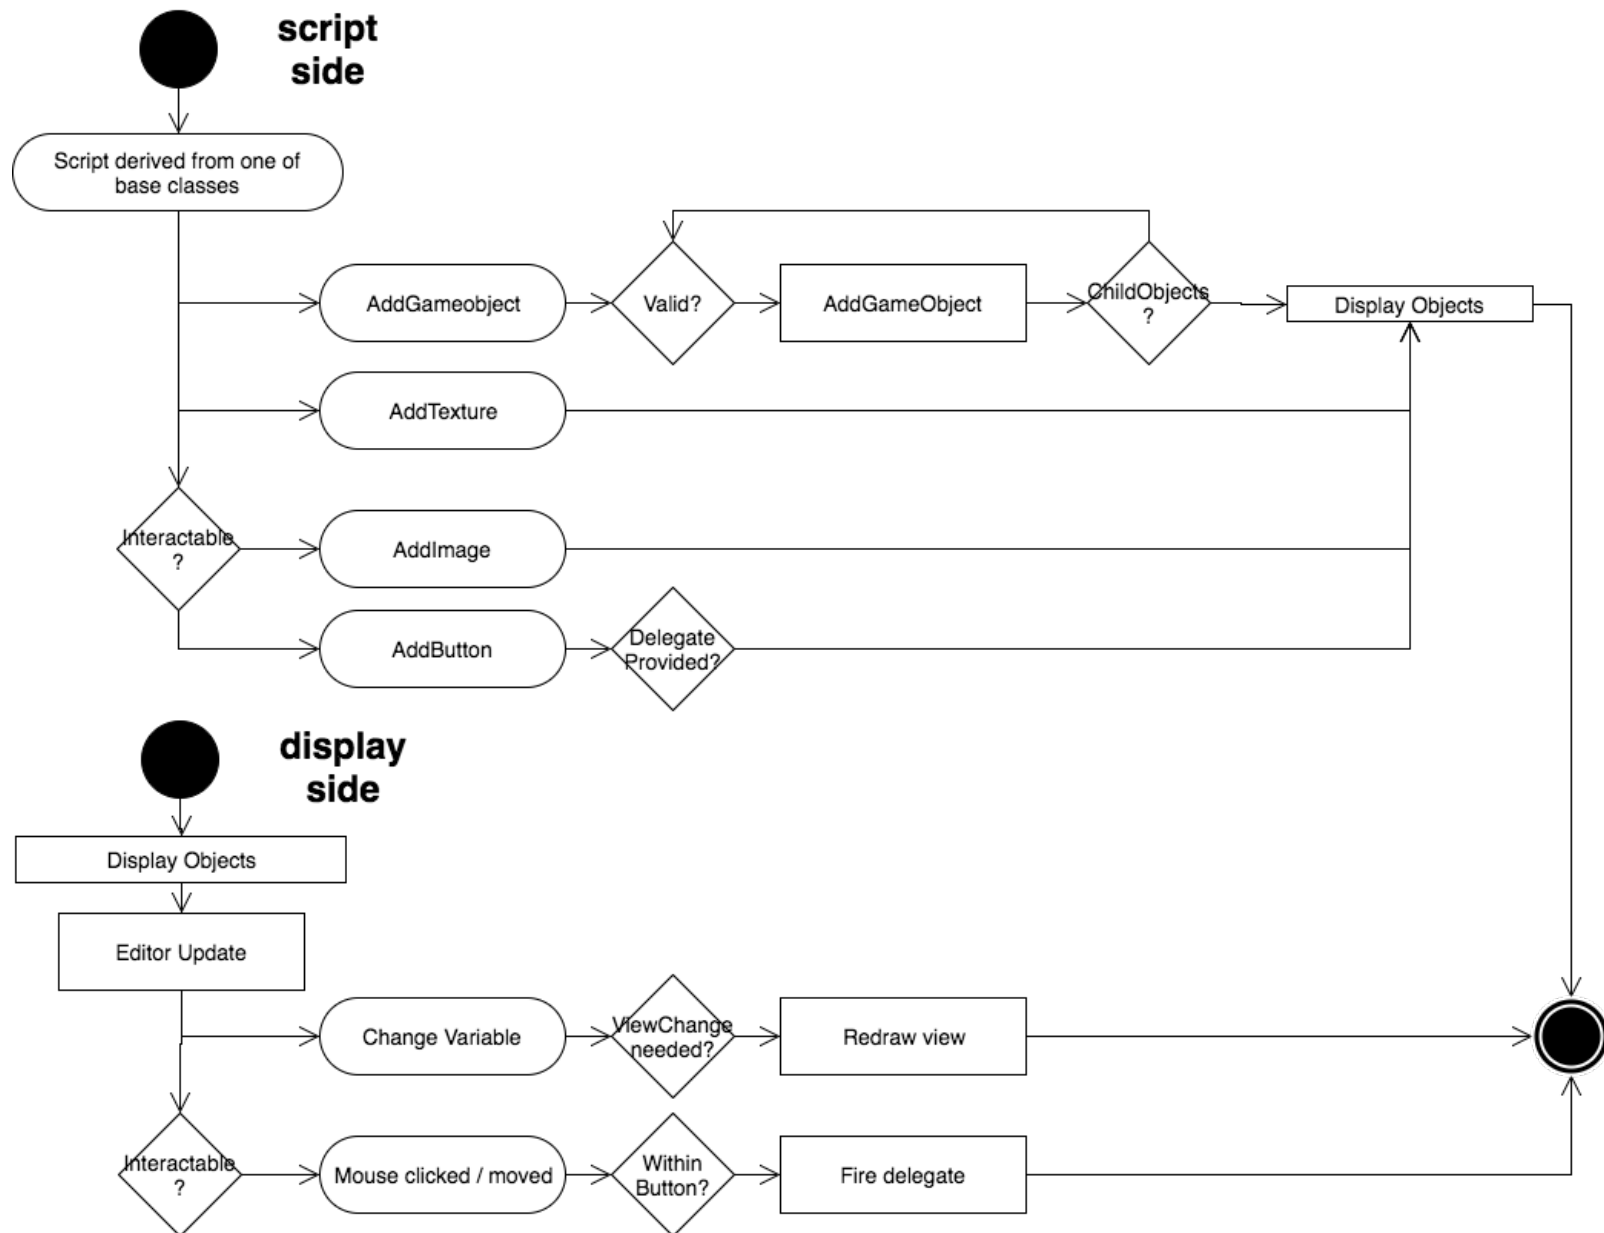 script
side
Script derived from one of
base classes
AddGameobject
Valid?
AddGameObject
ChildObjects
?
Display Objects
AddTexture
Interactable
?
AddImage
AddButton
Delegate
Provided?
display
side
Display Objects
Editor Update
Change Variable
ViewChange
needed?
Redraw view
Interactable
?
Mouse clicked / moved
Within
Button?
Fire delegate